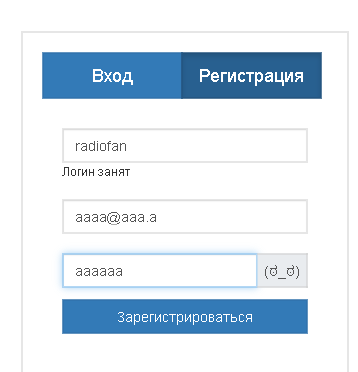 Вход Регистрация
radiofan
Логин занят
aaaa@aaa.a
aaaaaa (ಠ_ಠ)
Зарегистрироваться